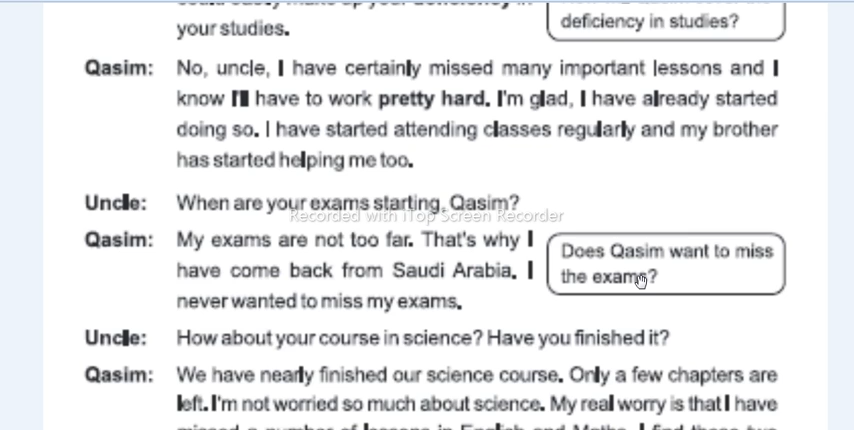 your studies.
deficiency in studies?
Qasim: No, uncle, I have certainly missed many important lessons and I
know I'll have to work pretty hard. I'm glad, I have already started
doing so. I have started attending classes regularly and my brother
has started helping me too.
Uncle: When are your exams starting, Qasim?
Recorded with iTop Screen Recorder
Qasim: My exams are not too far. That's why I
have come back from Saudi Arabia. I
never wanted to miss my exams.
Does Qasim want to miss
the exams?
Uncle: How about your course in science? Have you finished it?
Qasim: We have nearly finished our science course. Only a few chapters are
left. I'm not worried so much about science. My real worry is that I have